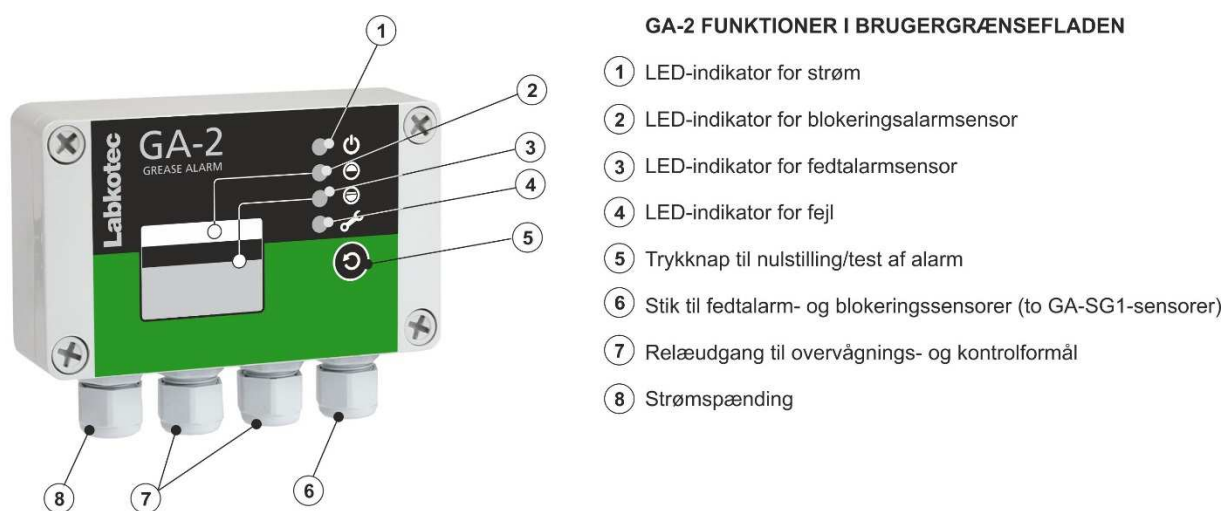 GA-2 FUNKTIONER I BRUGERGRÆNSEFLADEN
1 LED-indikator for strøm
2 LED-indikator for blokeringsalarmsensor
3 LED-indikator for fedtalarmsensor
4 LED-indikator for fejl
5 Trykknap til nulstilling/test af alarm
6 Stik til fedtalarm- og blokeringssensorer (to GA-SG1-sensorer)
7 Relæudgang til overvågnings- og kontrolformål
8 Strømspænding
1
2
3
4
5
6
7
8
Labkotec
GA-2
GREASE ALARM